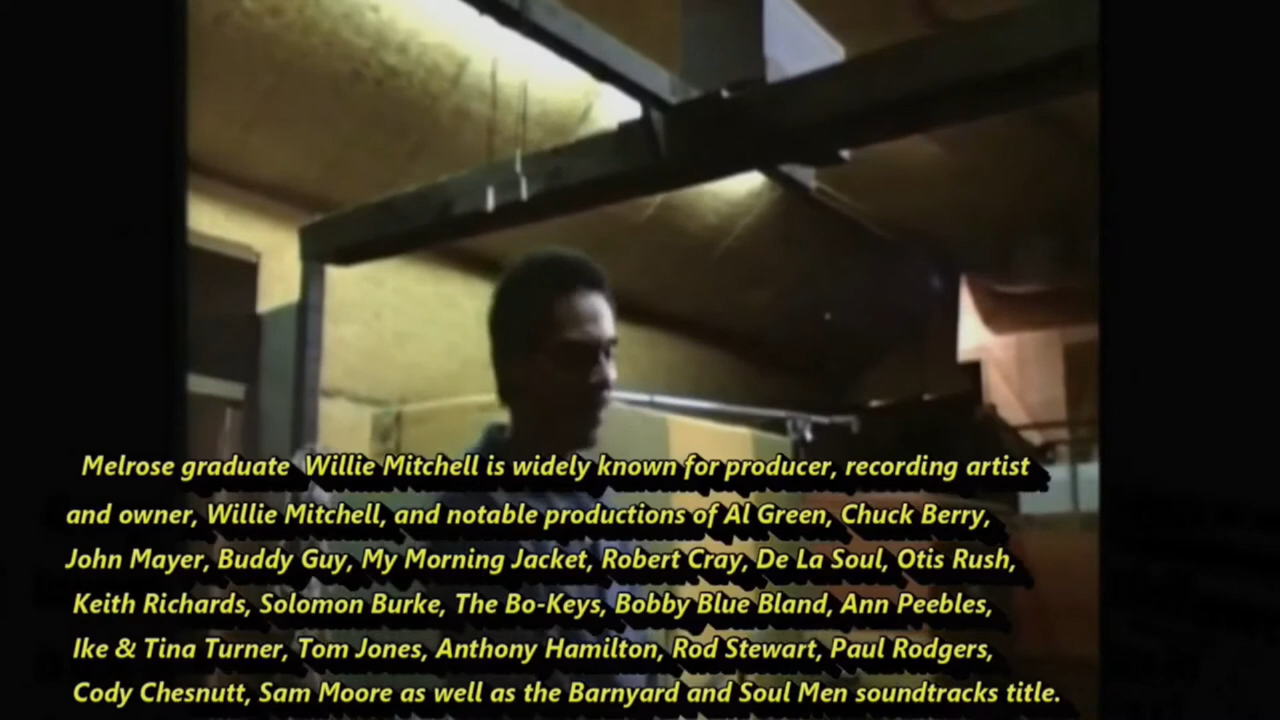 Melrose graduate Willie Mitchell is widely known for producer, recording artist
and owner, Willie Mitchell, and notable productions of Al Green, Chuck Berry,
John Mayer, Buddy Guy, My Morning Jacket, Robert Cray, De La Soul, Otis Rush,
Keith Richards, Solomon Burke, The Bo-Keys, Bobby Blue Bland, Ann Peebles,
Ike & Tina Turner, Tom Jones, Anthony Hamilton, Rod Stewart, Paul Rodgers,
Cody Chesnutt, Sam Moore as well as the Barnyard and Soul Men soundtracks title.